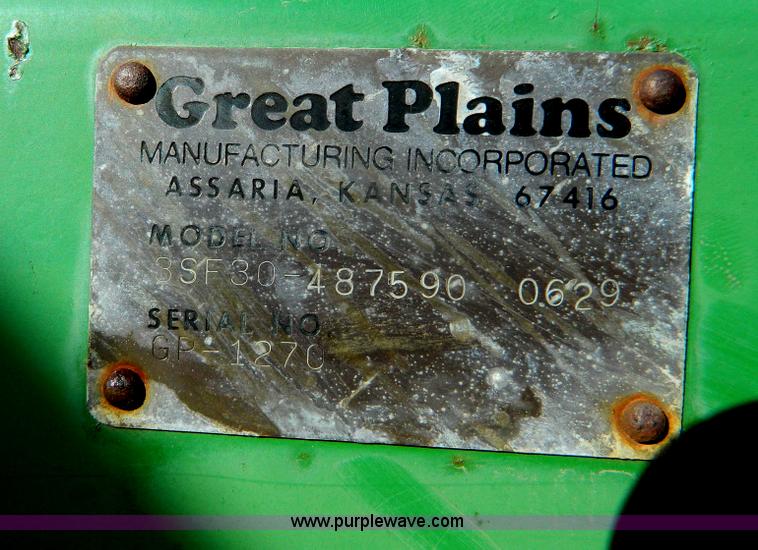 Great Plains
MANUFACTURING INCORPORATED
ASSARIA, KANSAS 67416
MODEL NO.
3SF30-487590 0629
SERIAL NO.
GP-1270
www.purplewave.com